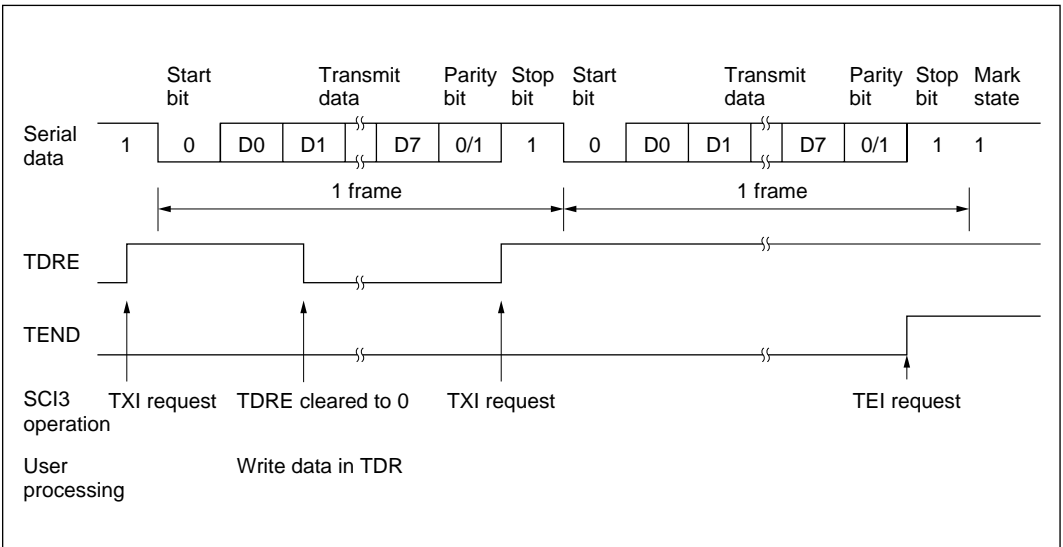 Start bit Transmit data Parity bit Stop bit Start bit Transmit data Parity bit Stop bit Mark state
Serial data 1 0 D0 D1 D7 0/1 1 0 D0 D1 D7 0/1 1 1
1 frame 1 frame
TDRE
TEND
SCI3 operation TXI request TDRE cleared to 0 TXI request TEI request
User processing Write data in TDR